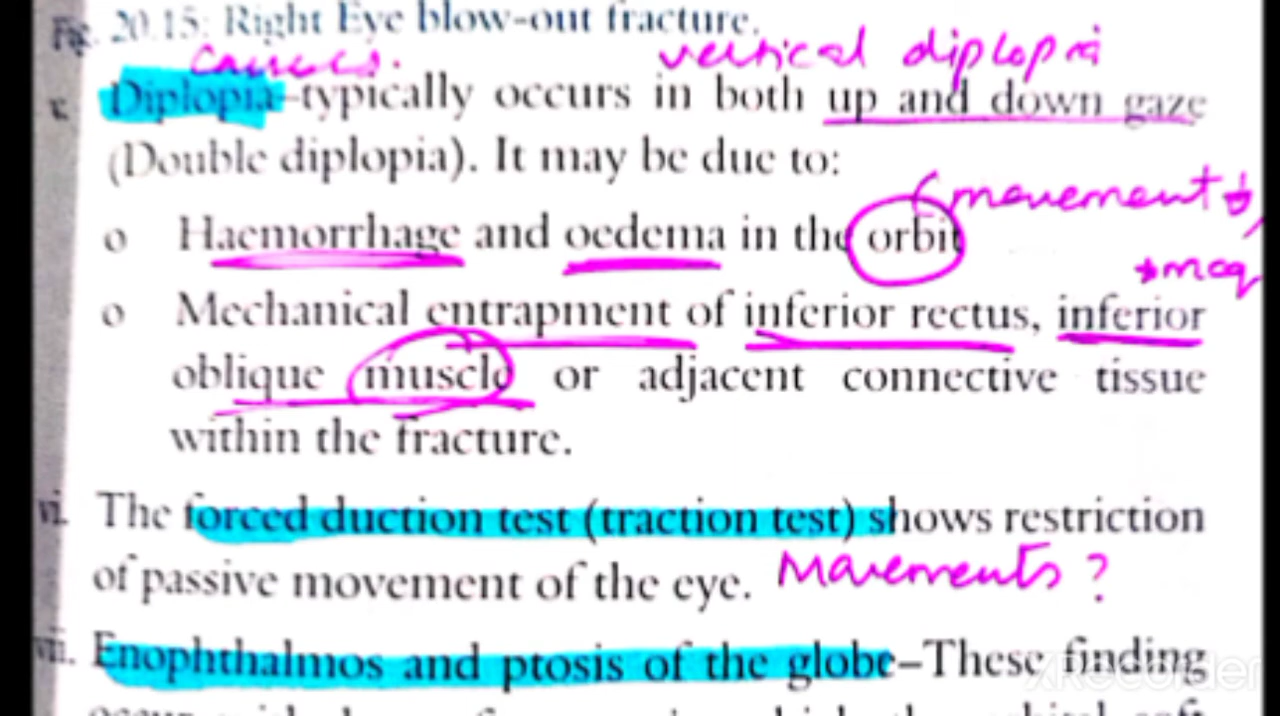 Fig. 20.15: Right Eye blow-out fracture.
causes. vertical diplopia
v. Diplopia–typically occurs in both up and down gaze
(Double diplopia). It may be due to:
movement
o Haemorrhage and oedema in the orbit
mcq
o Mechanical entrapment of inferior rectus, inferior
oblique muscle or adjacent connective tissue
within the fracture.
vi. The forced duction test (traction test) shows restriction
of passive movement of the eye. Movements ?
vii. Enophthalmos and ptosis of the globe–These finding
XRecorder